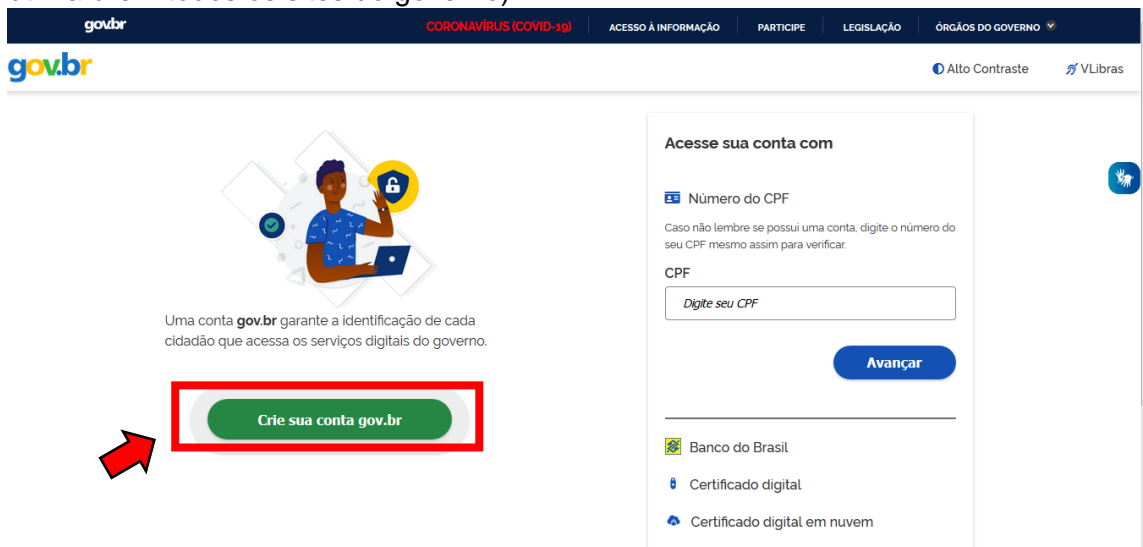 gov.br
CORONAVÍRUS (COVID-19)
ACESSO À INFORMAÇÃO
PARTICIPE
LEGISLAÇÃO
ÓRGÃOS DO GOVERNO
gov.br
Alto Contraste
VLibras
Uma conta gov.br garante a identificação de cada
cidadão que acessa os serviços digitais do governo.
Crie sua conta gov.br
Acesse sua conta com
Número do CPF
Caso não lembre se possui uma conta, digite o número do
seu CPF mesmo assim para verificar.
CPF
Digite seu CPF
Avançar
Banco do Brasil
Certificado digital
Certificado digital em nuvem